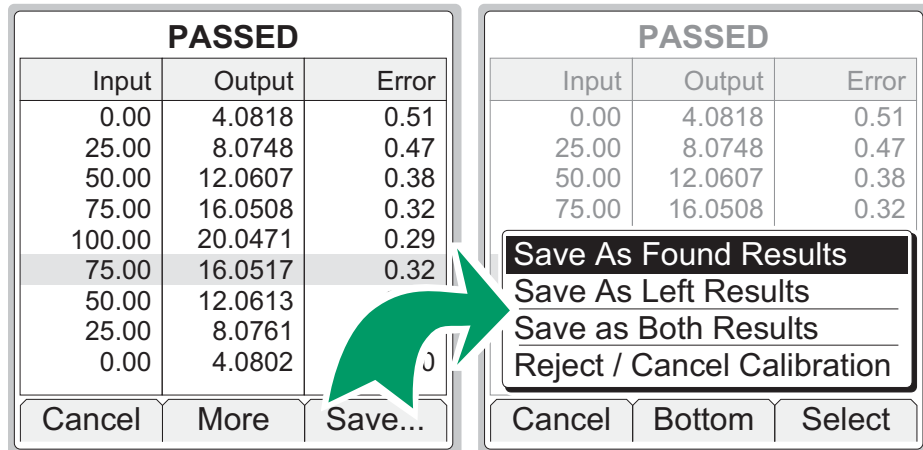 PASSED
Input Output Error
0.00 4.0818 0.51
25.00 8.0748 0.47
50.00 12.0607 0.38
75.00 16.0508 0.32
100.00 20.0471 0.29
75.00 16.0517 0.32
50.00 12.0613
25.00 8.0761
0.00 4.0802
Cancel More Save...
PASSED
Input Output Error
0.00 4.0818 0.51
25.00 8.0748 0.47
50.00 12.0607 0.38
75.00 16.0508 0.32
Save As Found Results
Save As Left Results
Save as Both Results
Reject / Cancel Calibration
Cancel Bottom Select